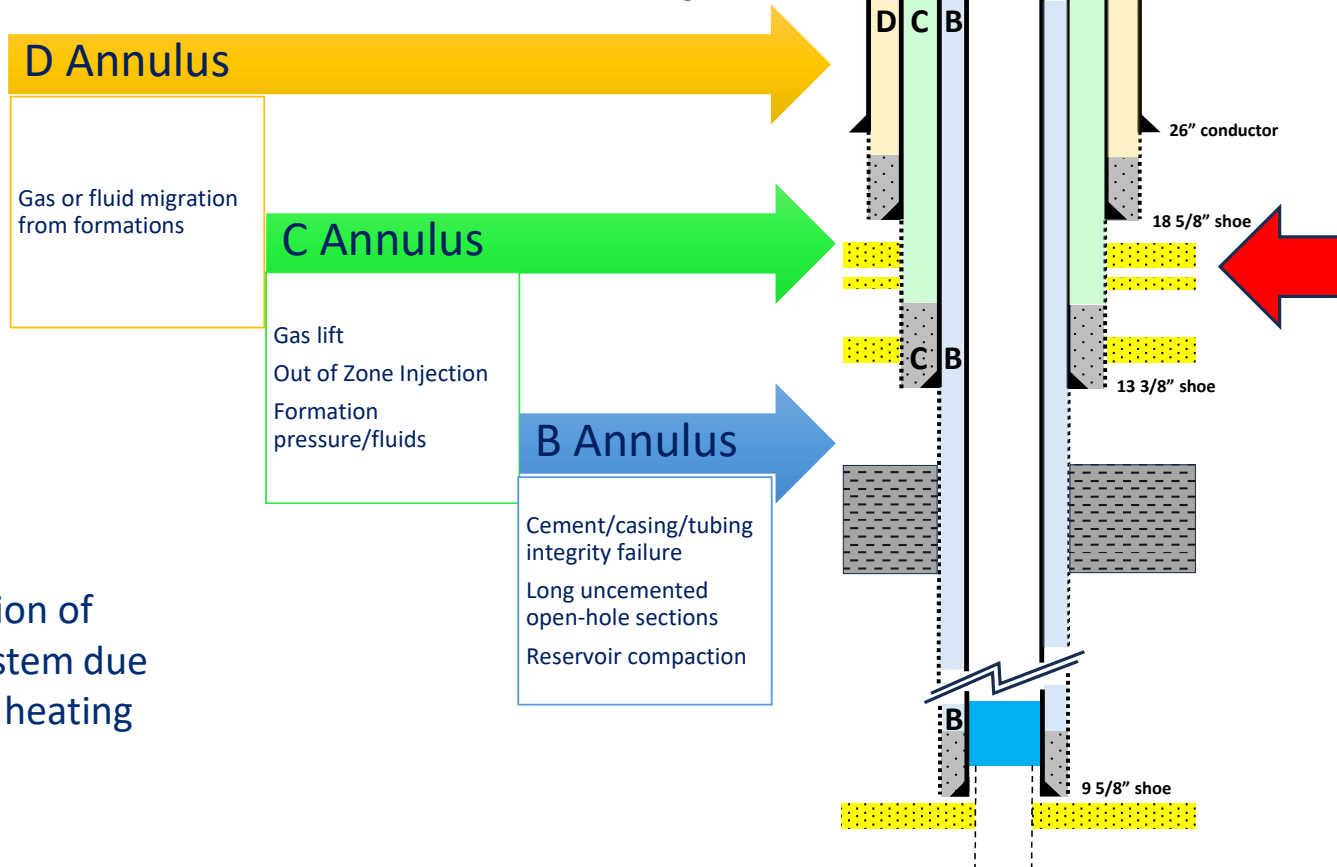 D C B
D Annulus
26” conductor
Gas or fluid migration
from formations
18 5/8” shoe
C Annulus
Gas lift
Out of Zone Injection
Formation
pressure/fluids
C B
13 3/8” shoe
B Annulus
Cement/casing/tubing
integrity failure
Long uncemented
open-hole sections
Reservoir compaction
ion of
stem due
heating
B
9 5/8” shoe